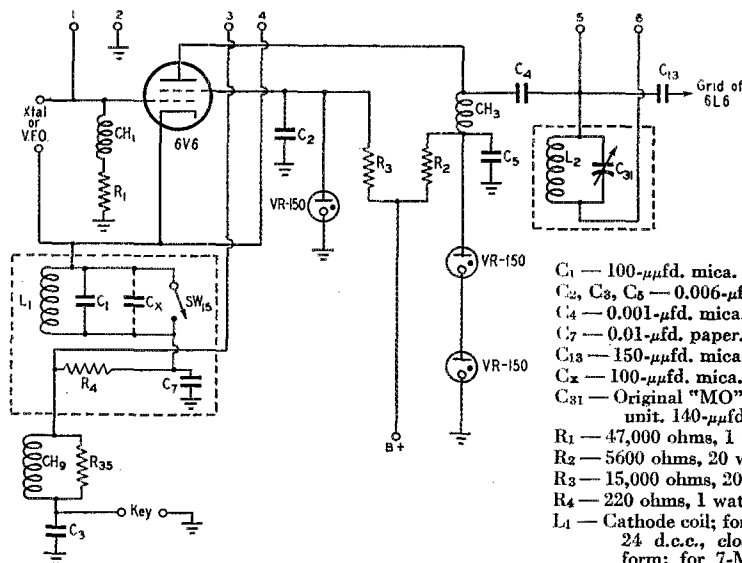 1
2
3
4
5
6
Xtal
or
V.F.O.
CH₁
R₁
6V6
C₂
VR-150
R₃
R₂
CH₃
C₅
C₄
C₁₃
Grid of
6L6
L₂
C₃₁
VR-150
VR-150
B+
L₁
C₁
Cₓ
SW₁₅
R₄
C₇
CH₉
R₃₅
C₃
Key
C₁ — 100-μμfd. mica.
C₂, C₃, C₅ — 0.006-μf
C₄ — 0.001-μfd. mica.
C₇ — 0.01-μfd. paper.
C₁₃ — 150-μμfd. mica
Cₓ — 100-μμfd. mica.
C₃₁ — Original "MO"
unit. 140-μμfd
R₁ — 47,000 ohms, 1
R₂ — 5600 ohms, 20 w
R₃ — 15,000 ohms, 20
R₄ — 220 ohms, 1 wat
L₁ — Cathode coil; for
24 d.c.c., clo
form; for 7-M